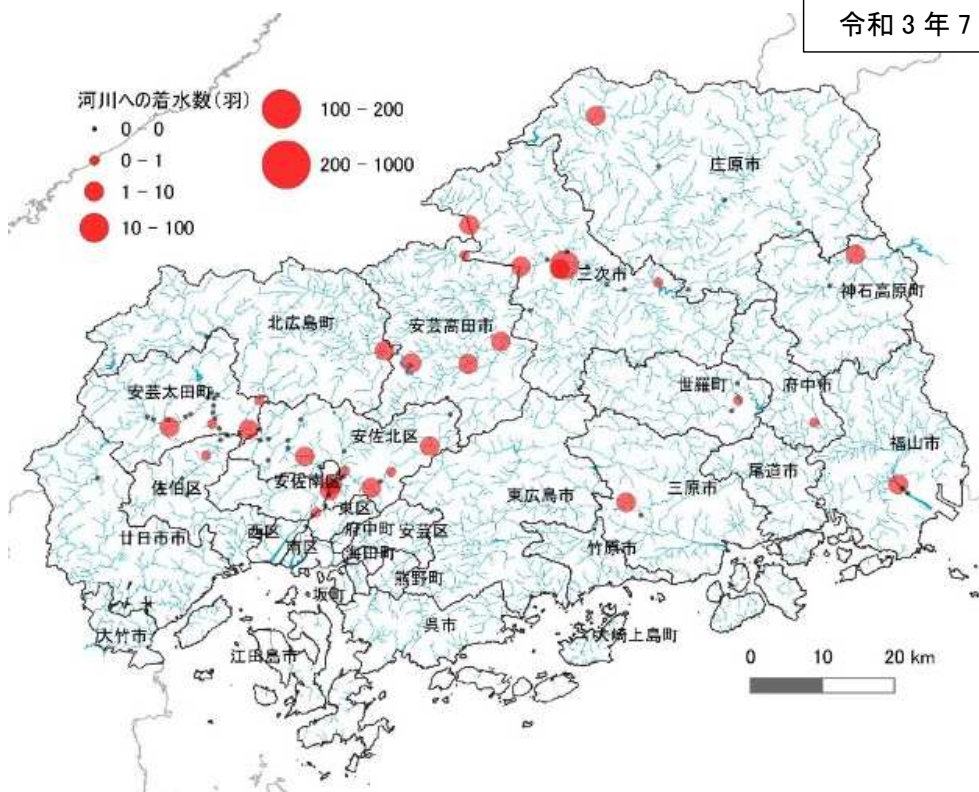 令和3年7
河川への着水数(羽)
0 - 0
0 - 1
1 - 10
10 - 100
100 - 200
200 - 1000
庄原市
三次市
神石高原町
北広島町
安芸高田市
安芸太田町
世羅町
府中市
安佐北区
福山市
安佐南区
尾道市
佐伯区
東区
東広島市
三原市
西区
府中町
安芸区
廿日市市
南区
海田町
竹原市
熊野町
坂町
呉市
大竹市
大崎上島町
江田島市
0 10 20 km